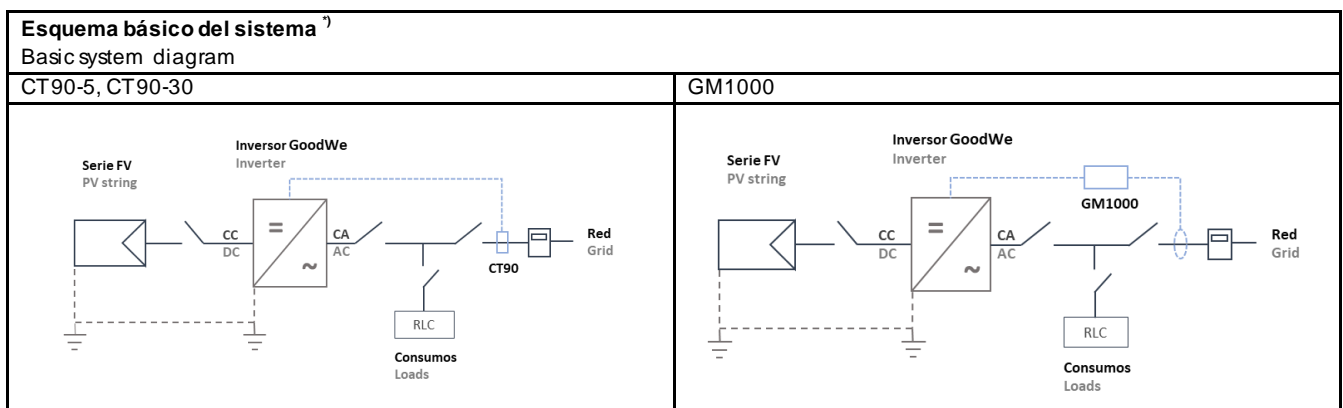 Esquema básico del sistema *)
Basic system diagram
CT90-5, CT90-30
GM1000
Serie FV
PV string
Inversor GoodWe
Inverter
CC
DC
=
~
CA
AC
CT90
Red
Grid
RLC
Consumos
Loads
Serie FV
PV string
Inversor GoodWe
Inverter
GM1000
CC
DC
=
~
CA
AC
Red
Grid
RLC
Consumos
Loads